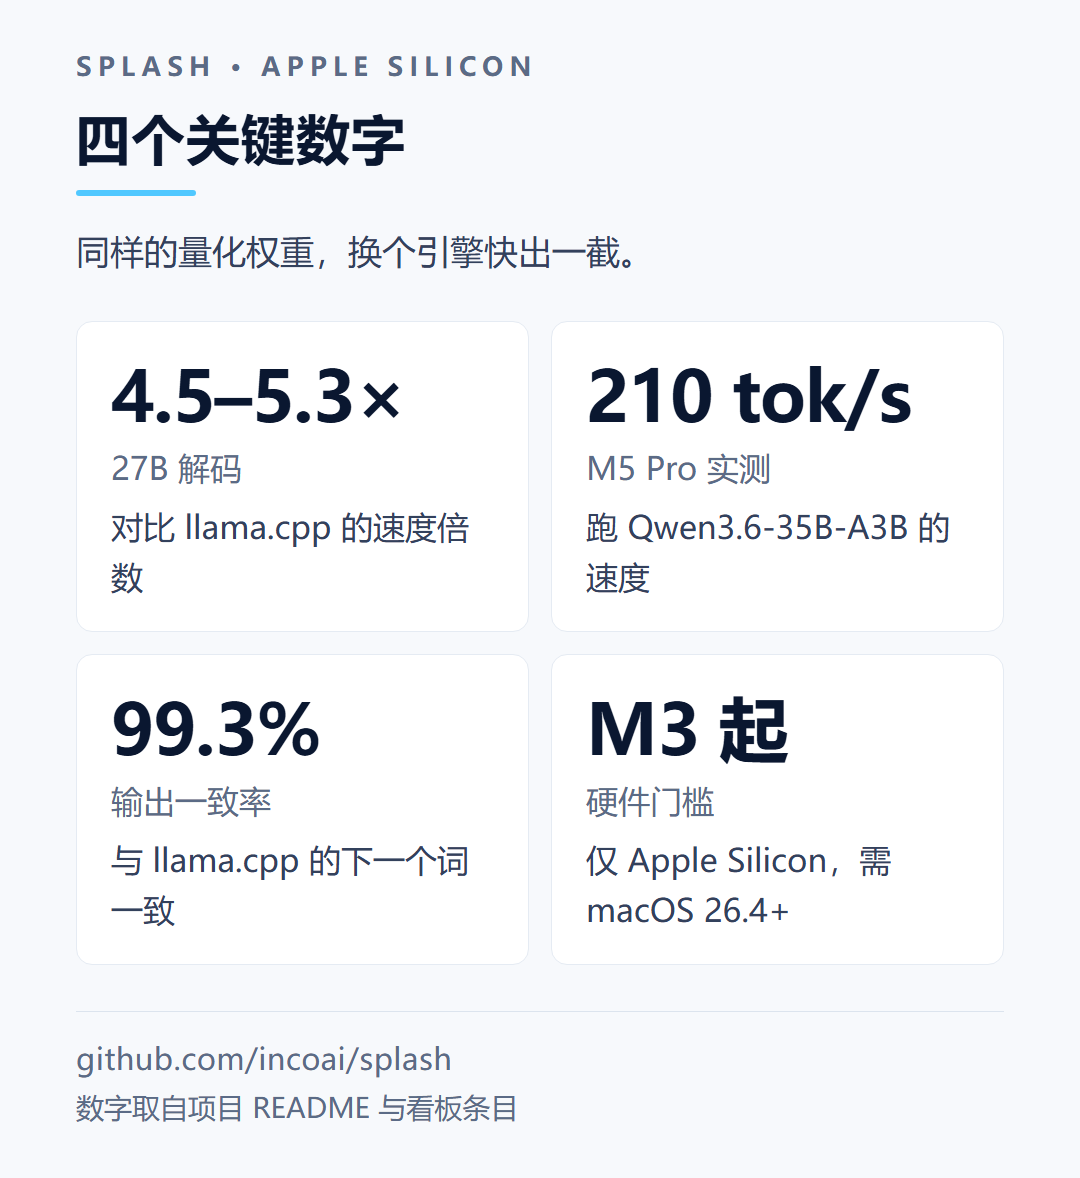 SPLASH • APPLE SILICON
四个关键数字
同样的量化权重，换个引擎快出一截。
4.5–5.3×
27B 解码
对比 llama.cpp 的速度倍
数
210 tok/s
M5 Pro 实测
跑 Qwen3.6-35B-A3B 的
速度
99.3%
输出一致率
与 llama.cpp 的下一个词
一致
M3 起
硬件门槛
仅 Apple Silicon，需
macOS 26.4+
github.com/incoai/splash
数字取自项目 README 与看板条目